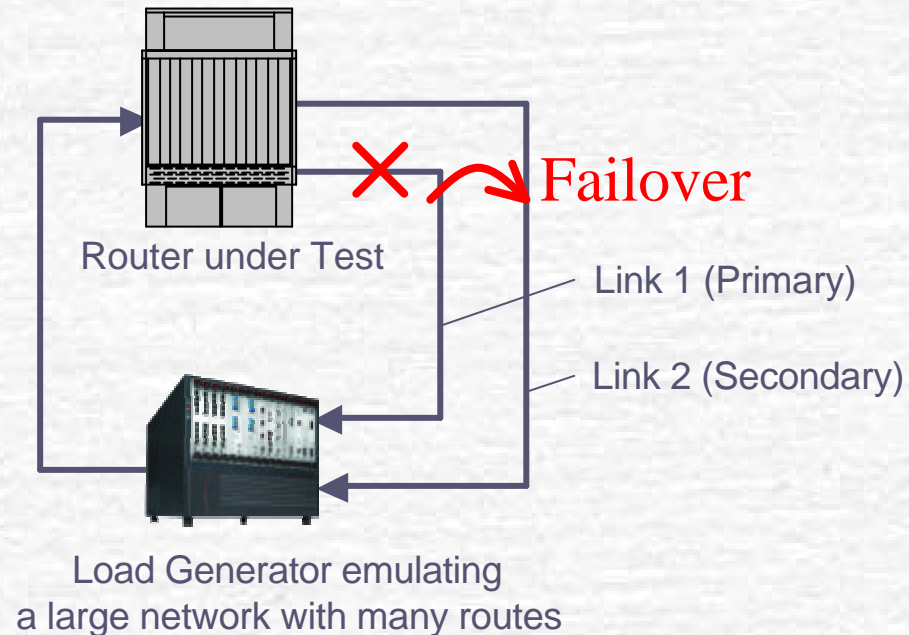 Failover
Router under Test
Link 1 (Primary)
Link 2 (Secondary)
Load Generator emulating
a large network with many routes